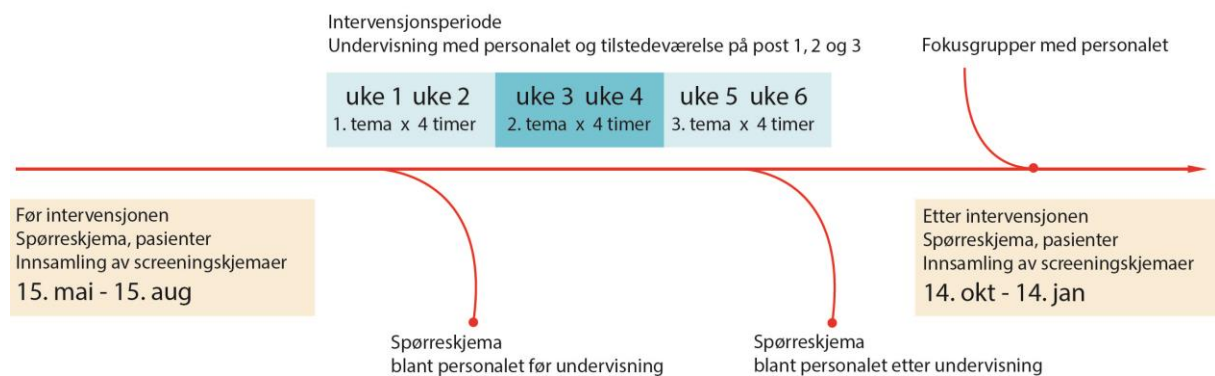 Intervensjonsperiode
Undervisning med personalet og tilstedeværelse på post 1, 2 og 3
Fokusgrupper med personalet
uke 1 uke 2
1. tema x 4 timer
uke 3 uke 4
2. tema x 4 timer
uke 5 uke 6
3. tema x 4 timer
Før intervensjonen
Spørreskjema, pasienter
Innsamling av screeningskjemaer
15. mai - 15. aug
Etter intervensjonen
Spørreskjema, pasienter
Innsamling av screeningskjemaer
14. okt - 14. jan
Spørreskjema
blant personalet før undervisning
Spørreskjema
blant personalet etter undervisning